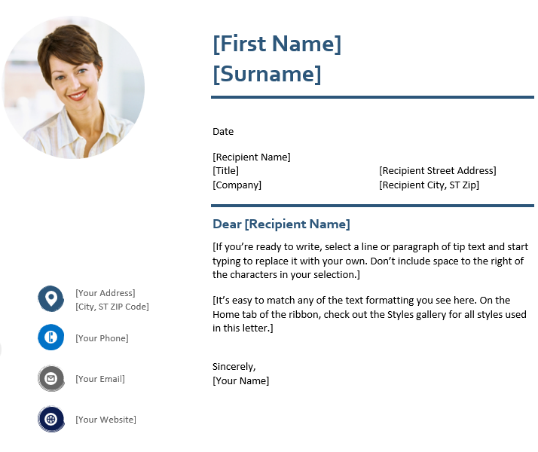 [First Name]
[Surname]
Date
[Recipient Name]
[Title]
[Company]
[Recipient Street Address]
[Recipient City, ST Zip]
Dear [Recipient Name]
[If you’re ready to write, select a line or paragraph of tip text and start
typing to replace it with your own. Don’t include space to the right of
the characters in your selection.]
[It’s easy to match any of the text formatting you see here. On the
Home tab of the ribbon, check out the Styles gallery for all styles used
in this letter.]
Sincerely,
[Your Name]
[Your Address]
[City, ST ZIP Code]
[Your Phone]
[Your Email]
[Your Website]